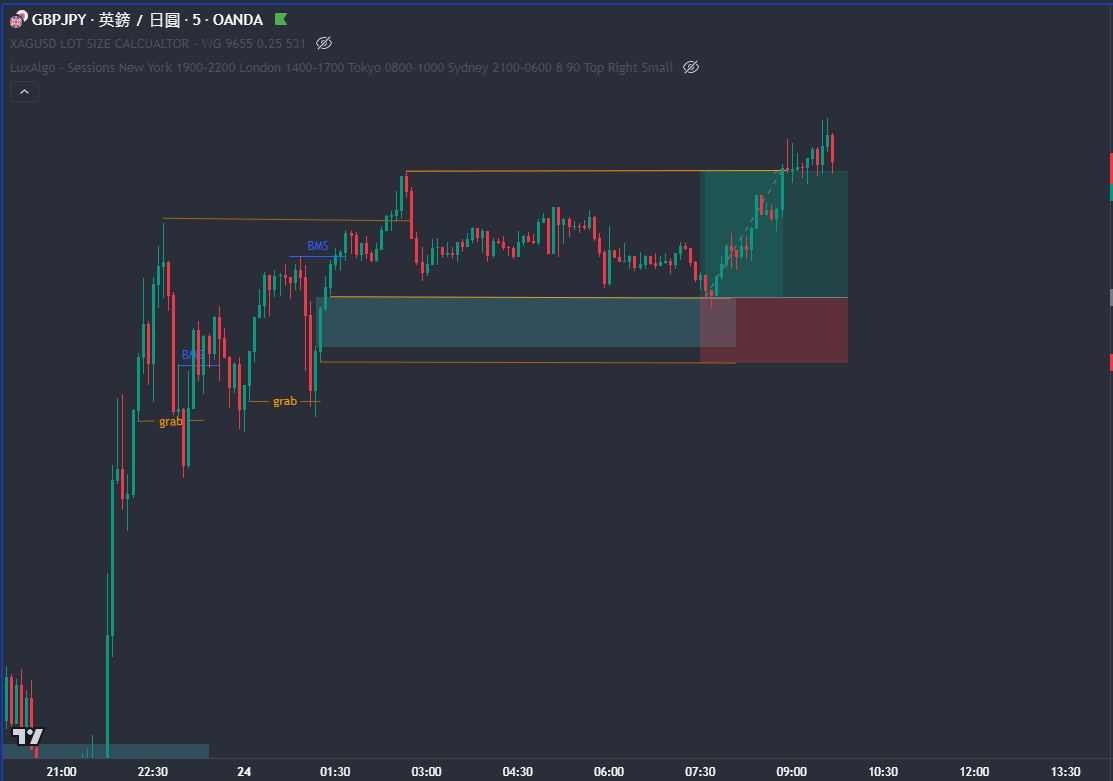 GBPJPY · 英鎊 / 日圓 · 5 · OANDA
XAGUSD LOT SIZE CALCUALTOR - WG 9655 0.25 531
LuxAlgo - Sessions New York 1900-2200 London 1400-1700 Tokyo 0800-1000 Sydney 2100-0600 8 90 Top Right Small
BMS
BMS
grab
grab
21:00 22:30 24 01:30 03:00 04:30 06:00 07:30 09:00 10:30 12:00 13:30